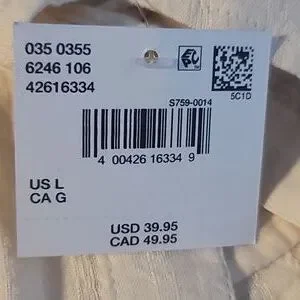 035 0355
6246 106
42616334
5C1D
S759-0014
4 00426 16334 9
US L
CA G
USD 39.95
CAD 49.95